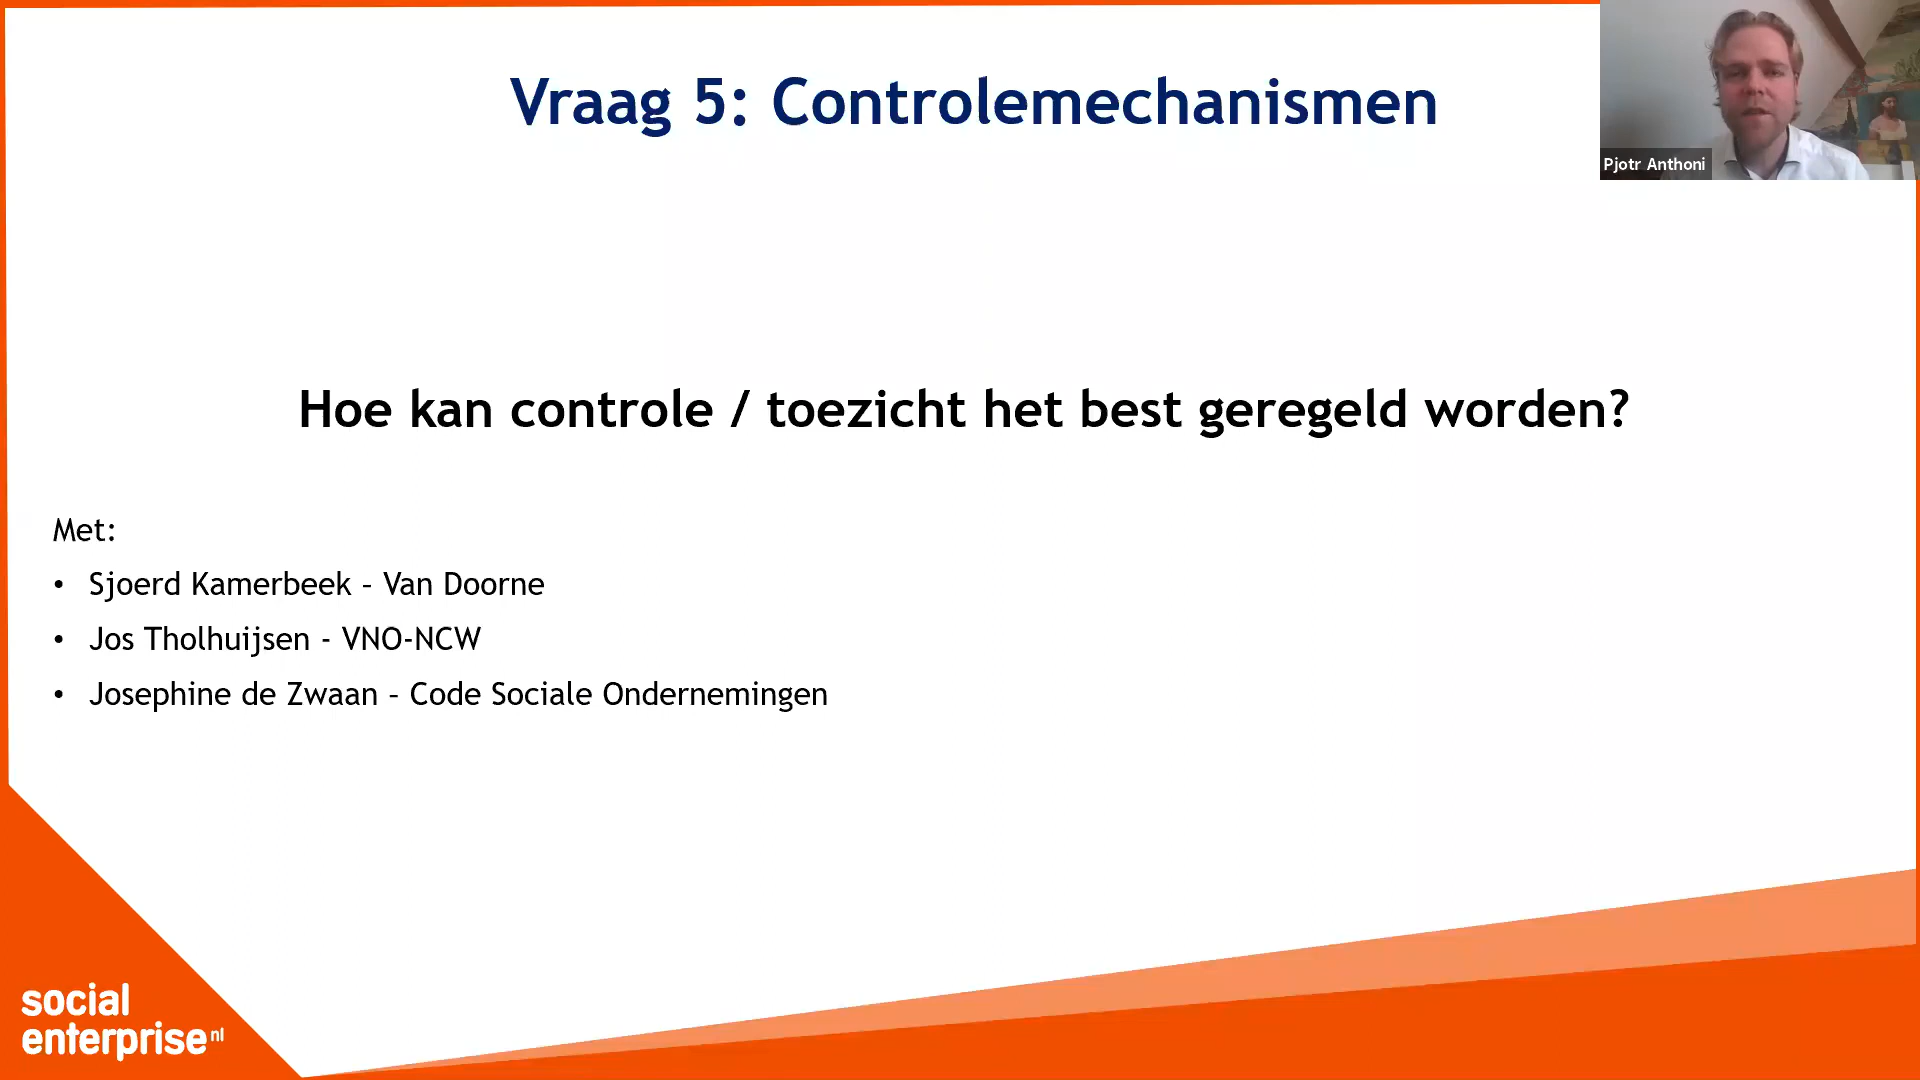 Vraag 5: Controlemechanismen
Pjotr Anthoni
Hoe kan controle / toezicht het best geregeld worden?
Met:
• Sjoerd Kamerbeek – Van Doorne
• Jos Tholhuijsen - VNO-NCW
• Josephine de Zwaan – Code Sociale Ondernemingen
social
enterprise nl